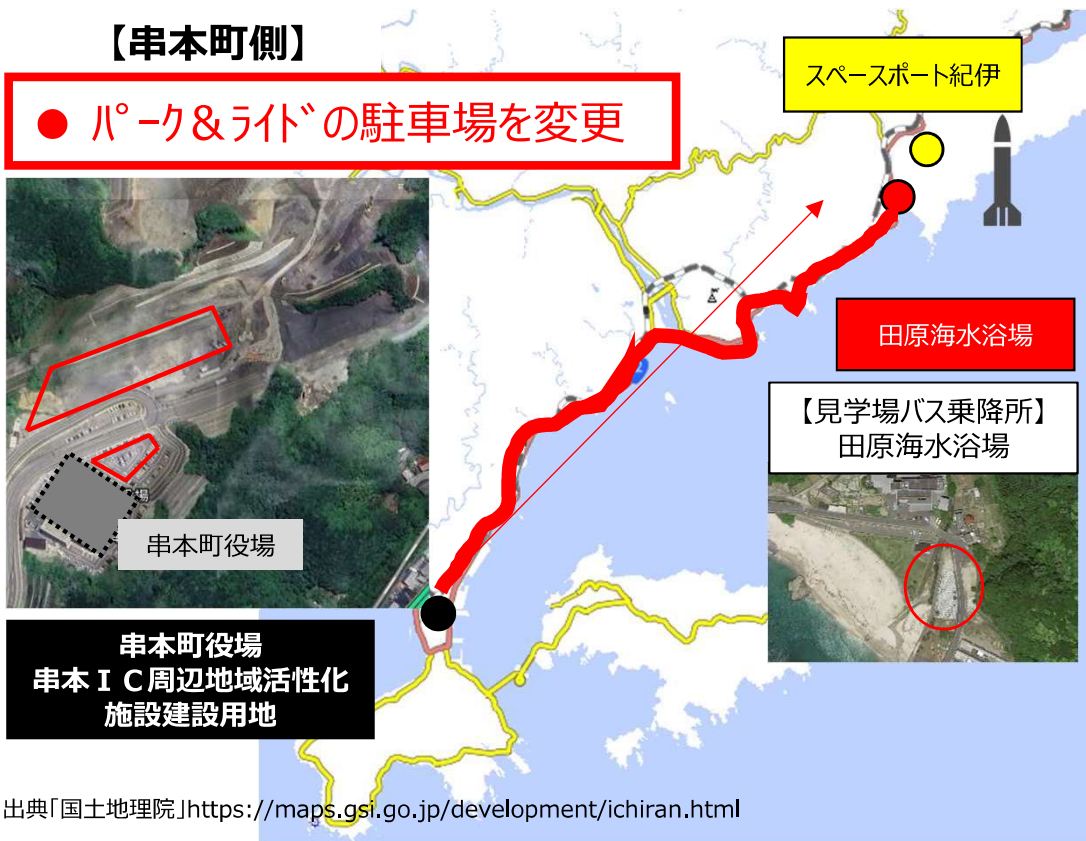 【串本町側】
● パーク＆ライドの駐車場を変更
スペースポート紀伊
田原海水浴場
【見学場バス乗降所】
田原海水浴場
串本町役場
串本町役場
串本ＩＣ周辺地域活性化
施設建設用地
出典「国土地理院」https://maps.gsi.go.jp/development/ichiran.html